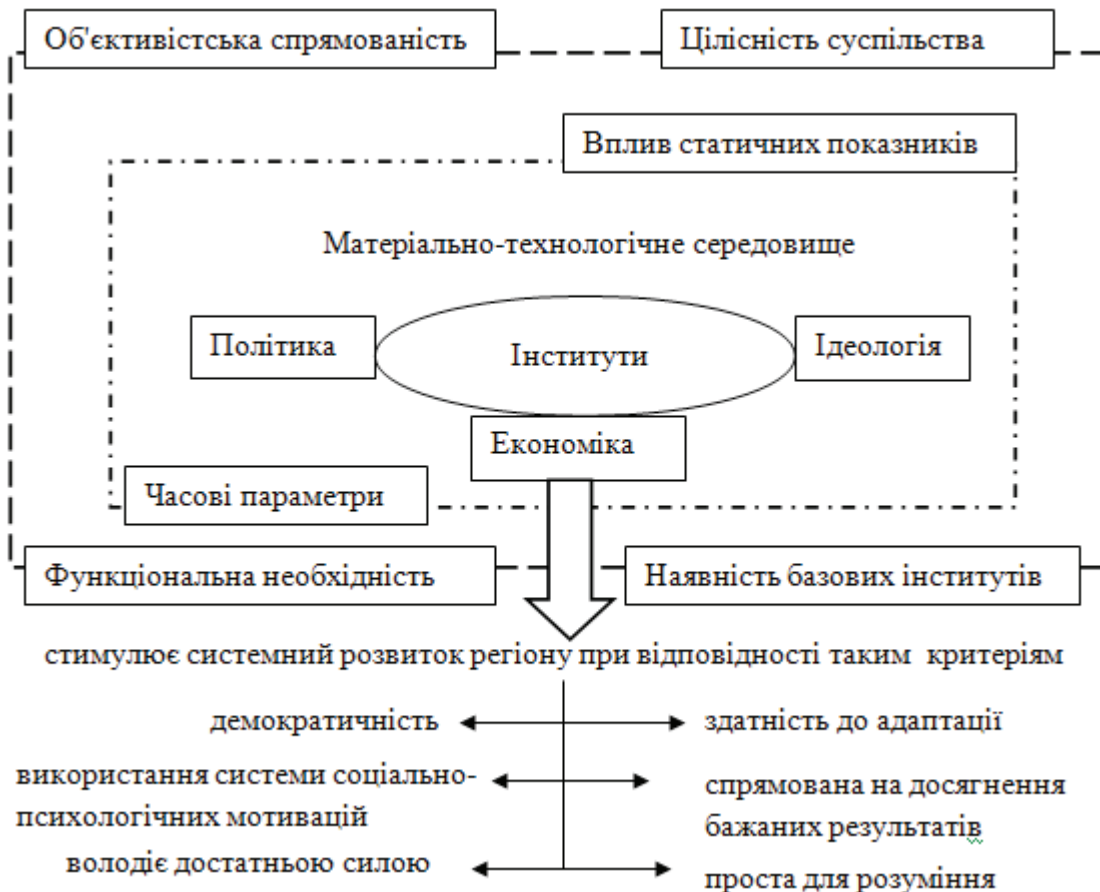 Об'єктивістська спрямованість
Цілісність суспільства
Вплив статичних показників
Матеріально-технологічне середовище
Політика
Інститути
Ідеологія
Економіка
Часові параметри
Функціональна необхідність
Наявність базових інститутів
стимулює системний розвиток регіону при відповідності таким критеріям
демократичність
здатність до адаптації
використання системи соціально-
психологічних мотивацій
спрямована на досягнення
бажаних результатів
володіє достатньою силою
проста для розуміння